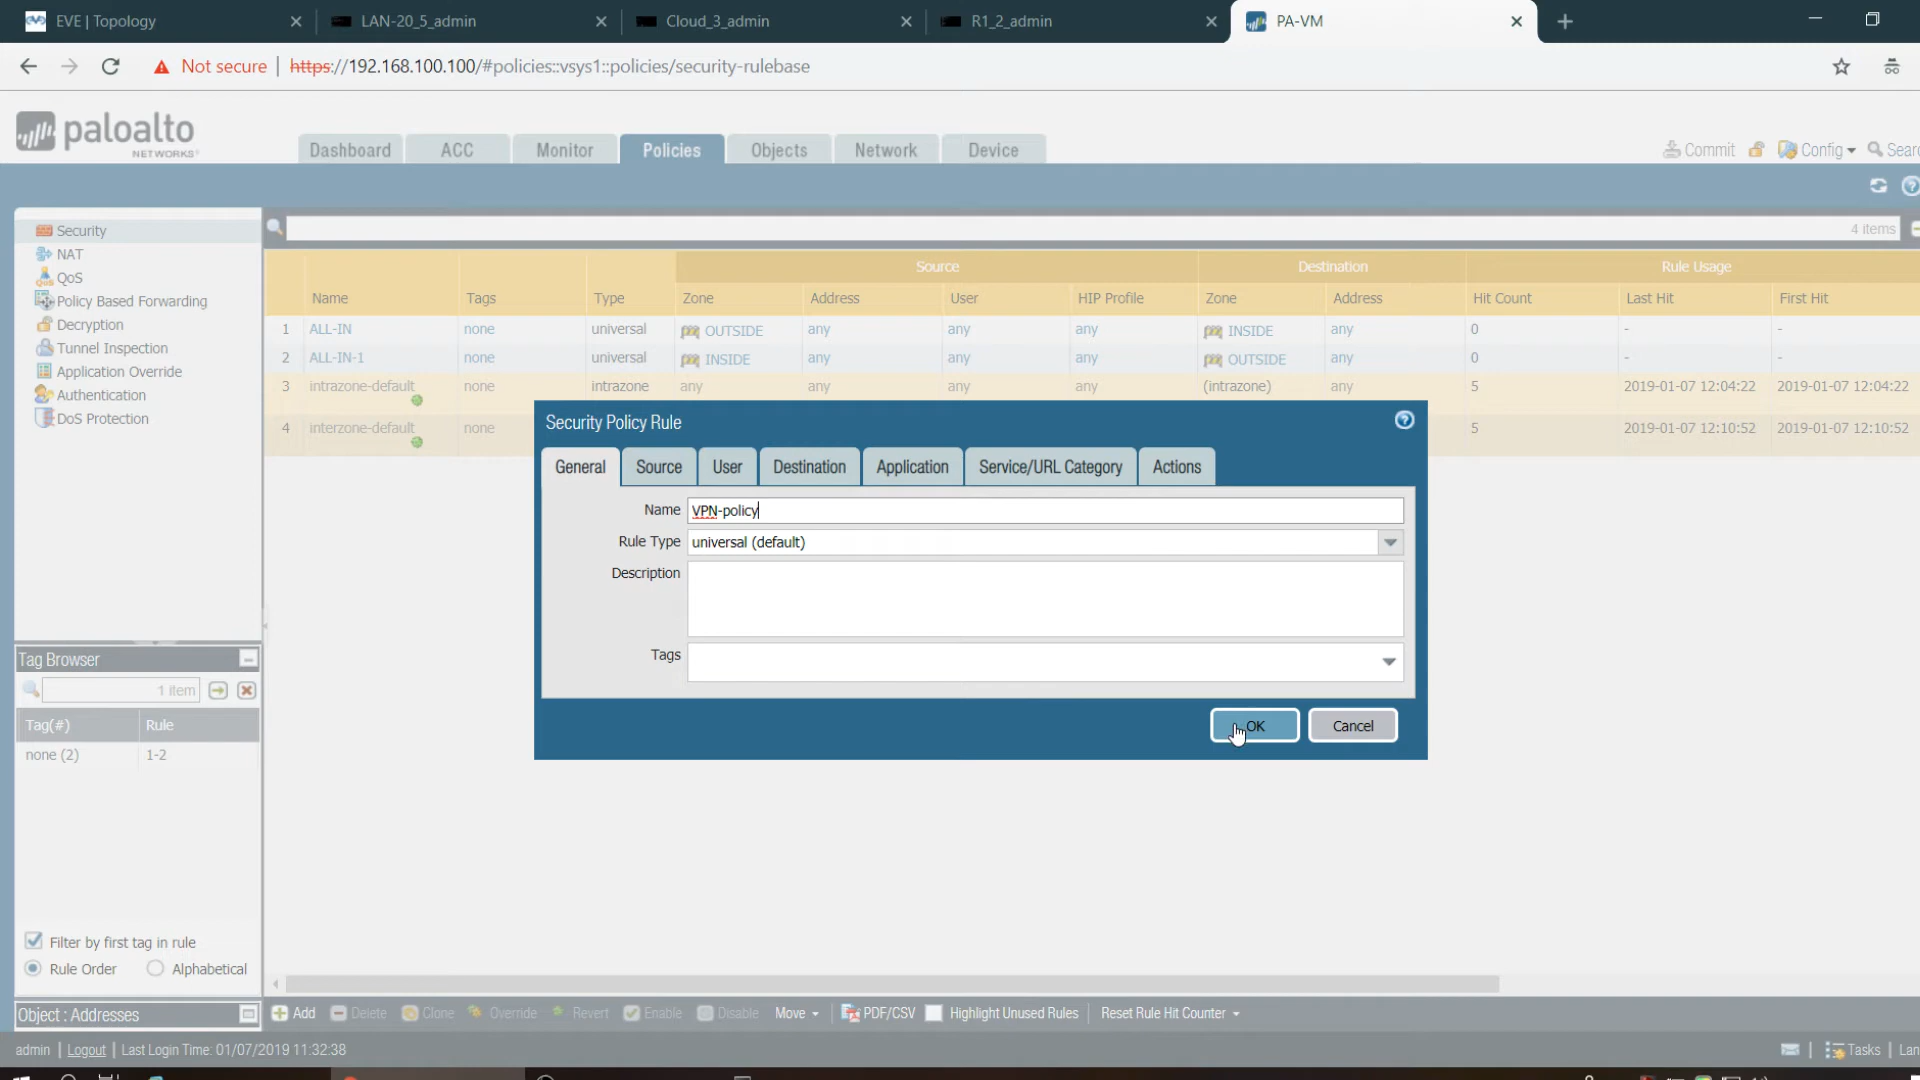 EVE | Topology
LAN-20_5_admin
Cloud_3_admin
R1_2_admin
PA-VM
Not secure | https://192.168.100.100/#policies::vsys1::policies/security-rulebase
paloalto
NETWORKS
Dashboard ACC Monitor Policies Objects Network Device
Commit Config Sear
Security
NAT
QoS
Policy Based Forwarding
Decryption
Tunnel Inspection
Application Override
Authentication
DoS Protection
4 items
Source Destination Rule Usage
Name Tags Type Zone Address User HIP Profile Zone Address Hit Count Last Hit First Hit
1 ALL-IN none universal OUTSIDE any any any INSIDE any 0 - -
2 ALL-IN-1 none universal INSIDE any any any OUTSIDE any 0 - -
3 intrazone-default none intrazone any any any any (intrazone) any 5 2019-01-07 12:04:22 2019-01-07 12:04:22
4 interzone-default none 5 2019-01-07 12:10:52 2019-01-07 12:10:52
Security Policy Rule
General Source User Destination Application Service/URL Category Actions
Name VPN-policy
Rule Type universal (default)
Description
Tags
OK Cancel
Tag Browser
1 item
Tag(#) Rule
none (2) 1-2
Filter by first tag in rule
Rule Order Alphabetical
Object : Addresses
Add Delete Clone Override Revert Enable Disable Move PDF/CSV Highlight Unused Rules Reset Rule Hit Counter
admin | Logout | Last Login Time: 01/07/2019 11:32:38
Tasks | Lan